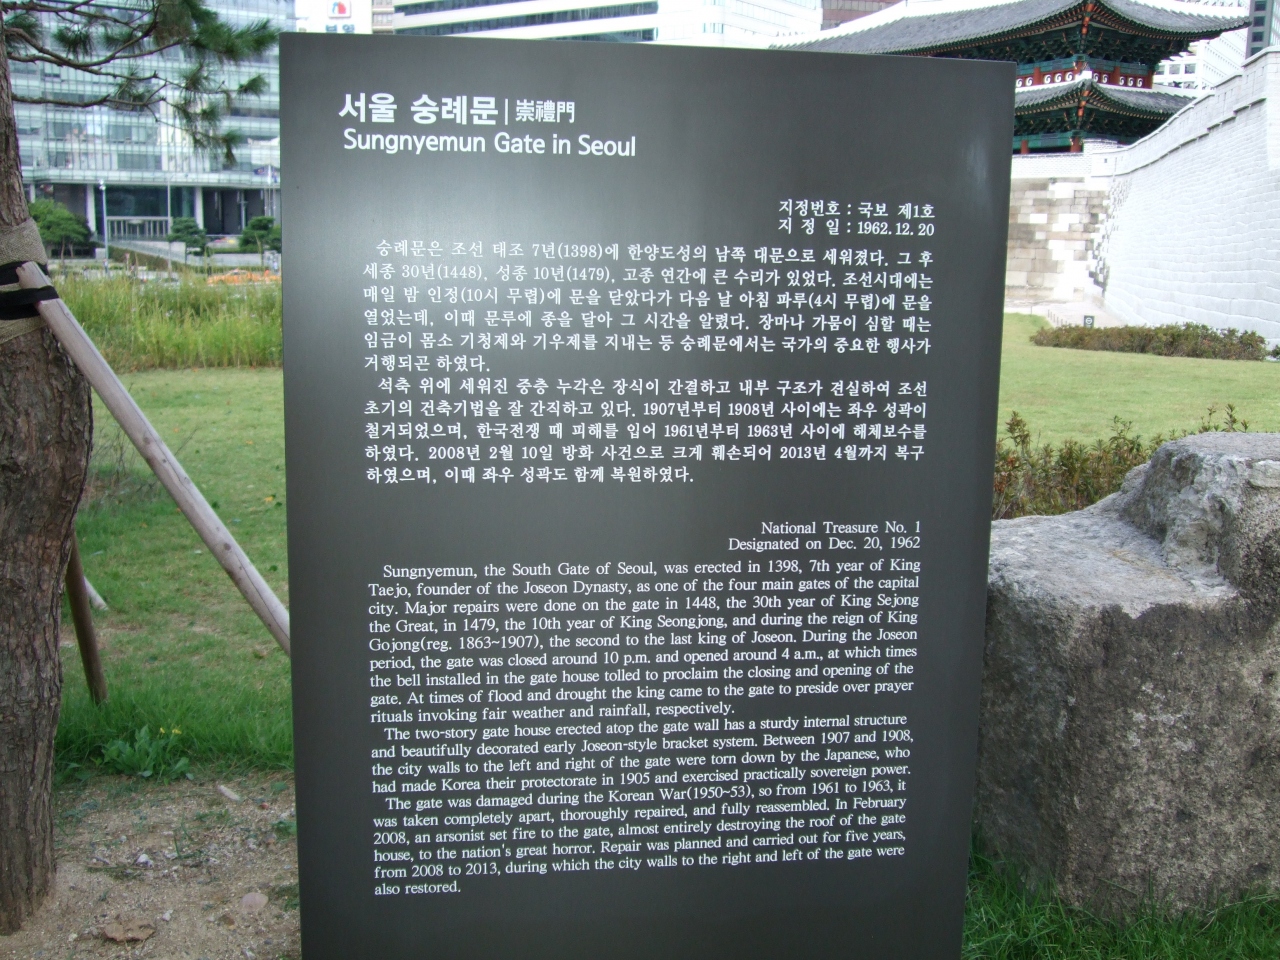 서울 숭례문 | 崇禮門
Sungnyemun Gate in Seoul
지정번호 : 국보 제1호
지 정 일 : 1962.12.20
숭례문은 조선 태조 7년(1398)에 한양도성의 남쪽 대문으로 세워졌다. 그 후
세종 30년(1448), 성종 10년(1479), 고종 연간에 큰 수리가 있었다. 조선시대에는
매일 밤 인정(10시 무렵)에 문을 닫았다가 다음 날 아침 파루(4시 무렵)에 문을
열었는데, 이때 문루에 종을 달아 그 시간을 알렸다. 장마나 가뭄이 심할 때는
임금이 몸소 기청제와 기우제를 지내는 등 숭례문에서는 국가의 중요한 행사가
거행되곤 하였다.
석축 위에 세워진 중층 누각은 장식이 간결하고 내부 구조가 견실하여 조선
초기의 건축기법을 잘 간직하고 있다. 1907년부터 1908년 사이에는 좌우 성곽이
철거되었으며, 한국전쟁 때 피해를 입어 1961년부터 1963년 사이에 해체보수를
하였다. 2008년 2월 10일 방화 사건으로 크게 훼손되어 2013년 4월까지 복구
하였으며, 이때 좌우 성곽도 함께 복원하였다.
National Treasure No. 1
Designated on Dec. 20, 1962
Sungnyemun, the South Gate of Seoul, was erected in 1398, 7th year of King
Taejo, founder of the Joseon Dynasty, as one of the four main gates of the capital
city. Major repairs were done on the gate in 1448, the 30th year of King Sejong
the Great, in 1479, the 10th year of King Seongjong, and during the reign of King
Gojong(reg. 1863~1907), the second to the last king of Joseon. During the Joseon
period, the gate was closed around 10 p.m. and opened around 4 a.m., at which times
the bell installed in the gate house tolled to proclaim the closing and opening of the
gate. At times of flood and drought the king came to the gate to preside over prayer
rituals invoking fair weather and rainfall, respectively.
The two-story gate house erected atop the gate wall has a sturdy internal structure
and beautifully decorated early Joseon-style bracket system. Between 1907 and 1908,
the city walls to the left and right of the gate were torn down by the Japanese, who
had made Korea their protectorate in 1905 and exercised practically sovereign power.
The gate was damaged during the Korean War(1950~53), so from 1961 to 1963, it
was taken completely apart, thoroughly repaired, and fully reassembled. In February
2008, an arsonist set fire to the gate, almost entirely destroying the roof of the gate
house, to the nation's great horror. Repair was planned and carried out for five years,
from 2008 to 2013, during which the city walls to the right and left of the gate were
also restored.